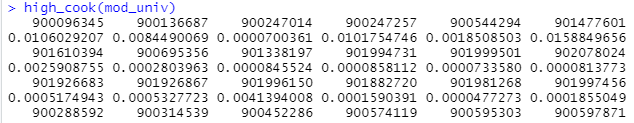 > high_cook(mod_univ)
900096345 900136687 900247014 900247257 900544294 901477601
0.0106029207 0.0084490069 0.0000700361 0.0101754746 0.0018508503 0.0158849656
901610394 900695356 901338197 901994731 901999501 902078024
0.0025908755 0.0002803963 0.0000845524 0.0000858112 0.0000733580 0.0000813773
901926683 901926867 901996150 901882720 901981268 901997456
0.0005174943 0.0005327723 0.0041394008 0.0001590391 0.0000477273 0.0001855049
900288592 900314539 900452286 900574119 900595303 900597871